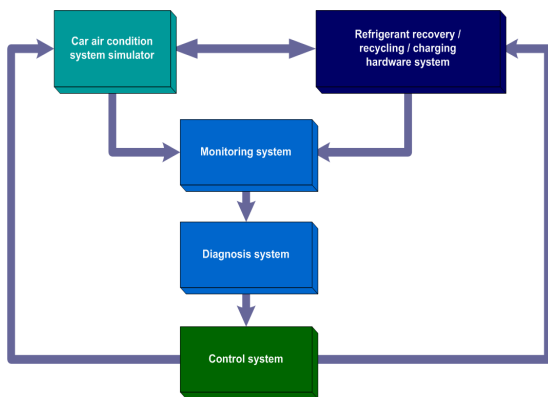 Car air condition
system simulator
Refrigerant recovery /
recycling / charging
hardware system
Monitoring system
Diagnosis system
Control system